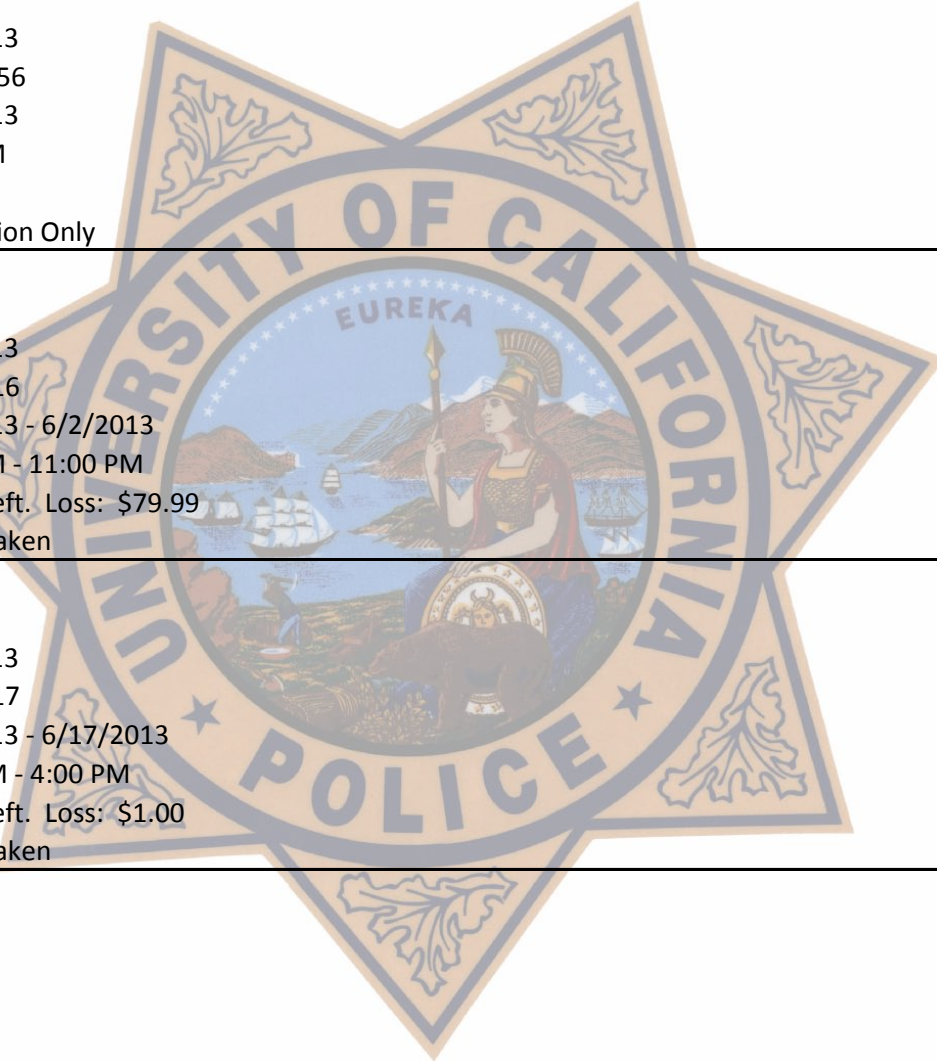 13
56
13
M
ion Only
13
16
13 - 6/2/2013
M - 11:00 PM
eft. Loss: $79.99
aken
13
17
13 - 6/17/2013
M - 4:00 PM
eft. Loss: $1.00
aken
UNIVERSITY OF CALIFORNIA
EUREKA
POLICE